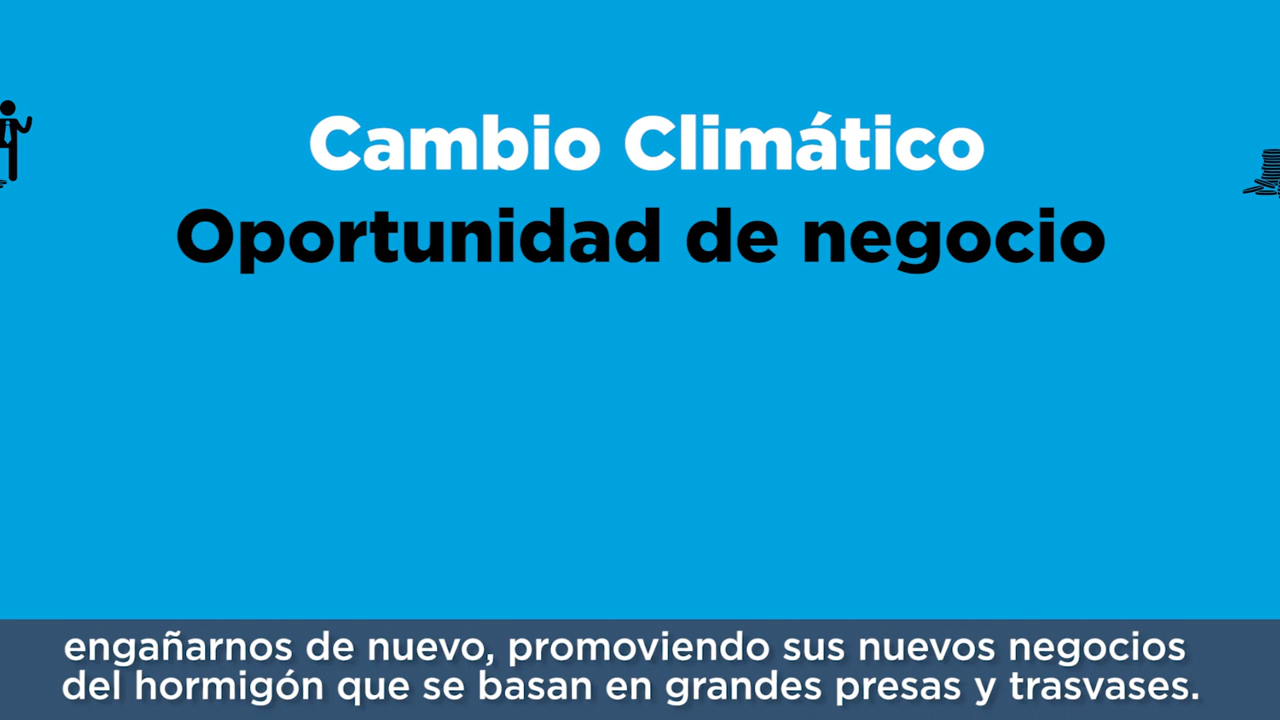 Cambio Climático
Oportunidad de negocio
engañarnos de nuevo, promoviendo sus nuevos negocios
del hormigón que se basan en grandes presas y trasvases.